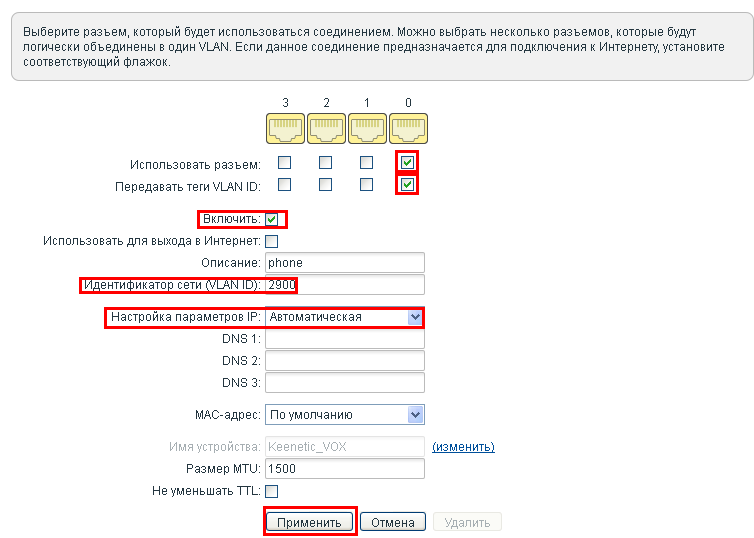 Выберите разъем, который будет использоваться соединением. Можно выбрать несколько разъемов, которые будут
логически объединены в один VLAN. Если данное соединение предназначается для подключения к Интернету, установите
соответствующий флажок.
3 2 1 0
Использовать разъем:
Передавать теги VLAN ID:
Включить:
Использовать для выхода в Интернет:
Описание: phone
Идентификатор сети (VLAN ID): 2900
Настройка параметров IP: Автоматическая
DNS 1:
DNS 2:
DNS 3:
MAC-адрес: По умолчанию
Имя устройства: Keenetic_VOX (изменить)
Размер MTU: 1500
Не уменьшать TTL:
Применить Отмена Удалить